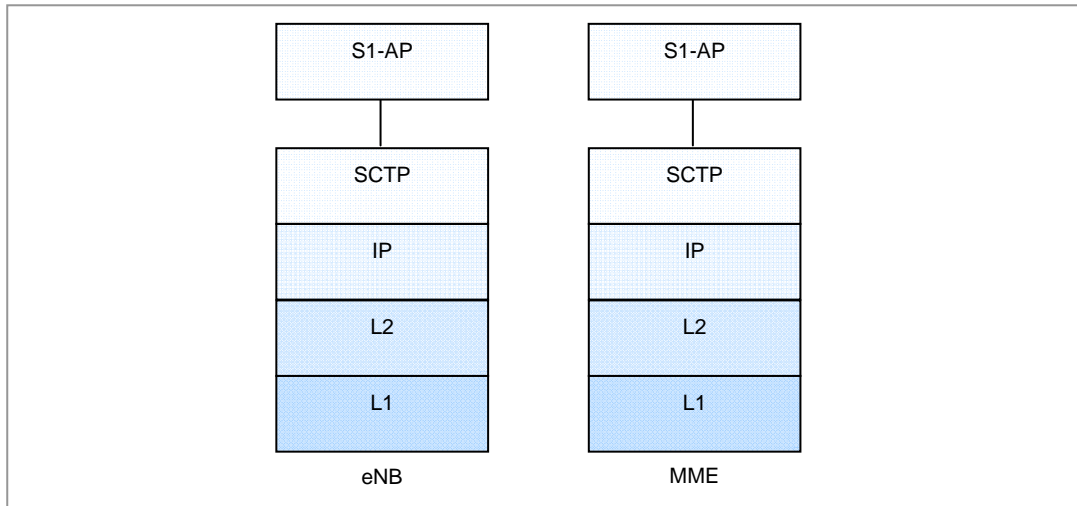 S1-AP S1-AP
SCTP SCTP
IP IP
L2 L2
L1 L1
eNB MME